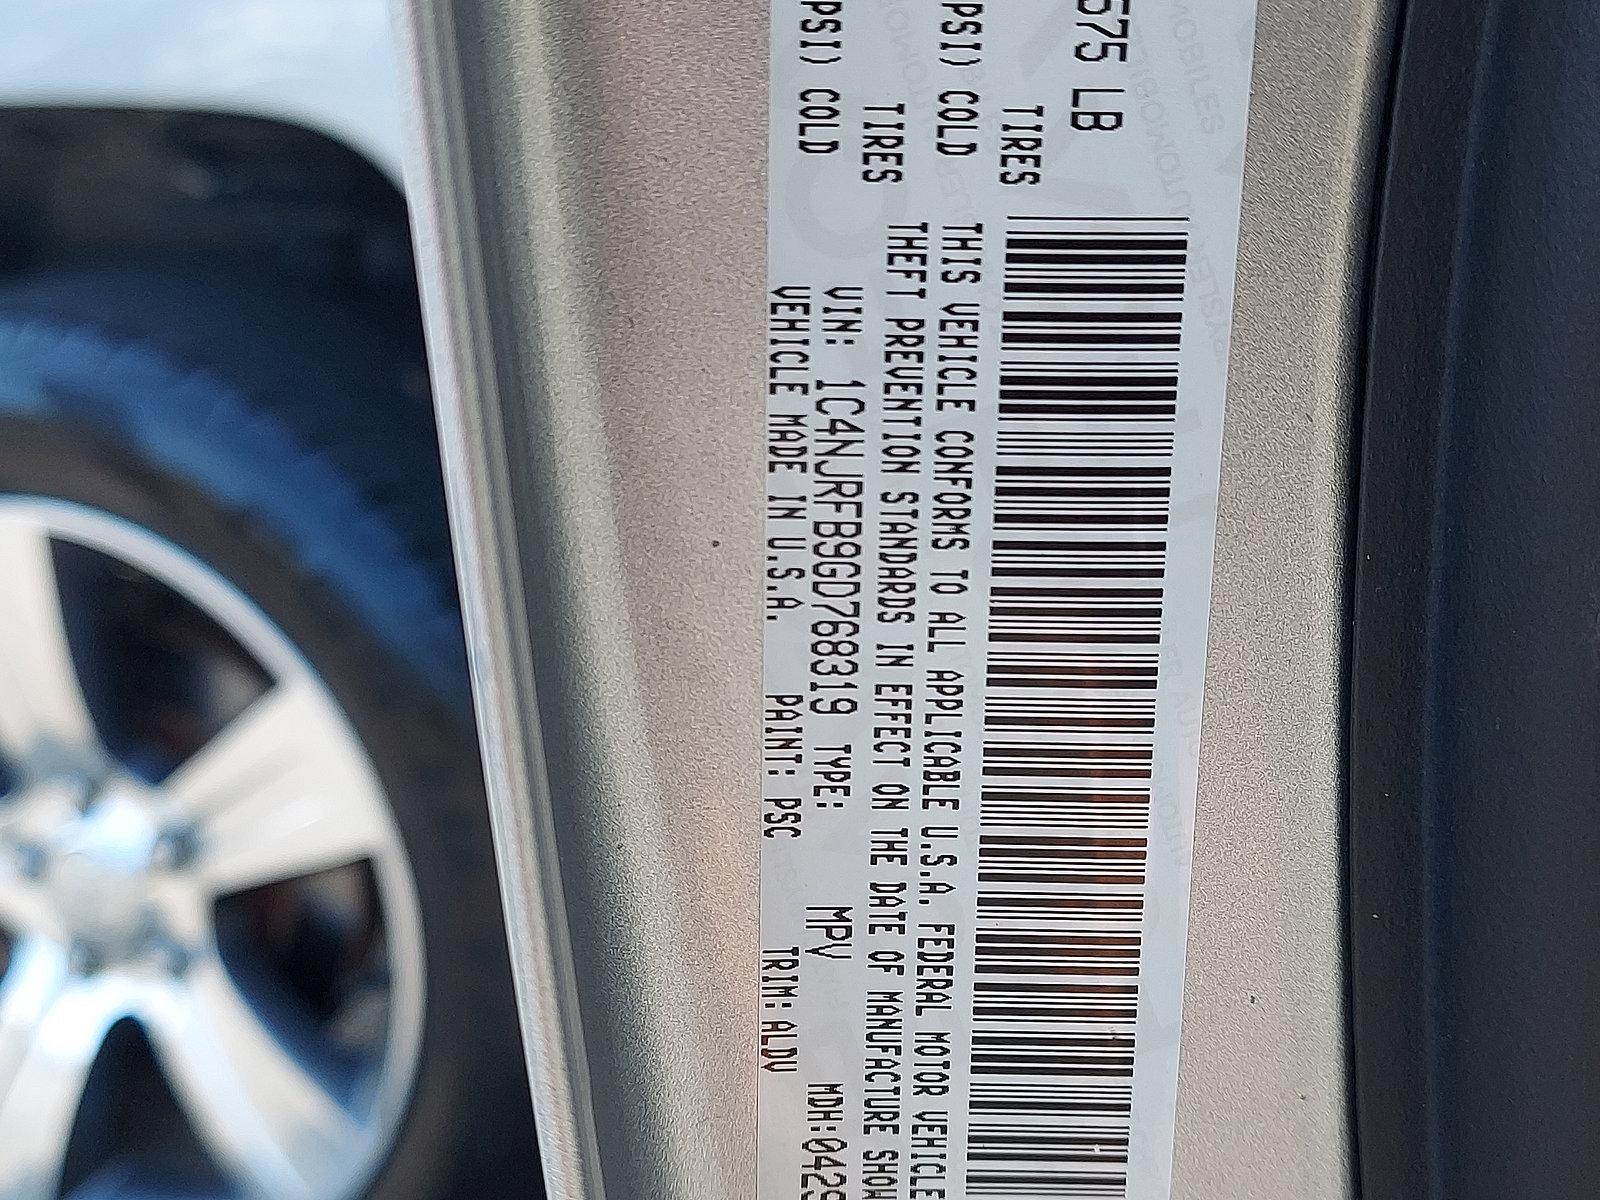 575 LB
TIRES
PSI) COLD
TIRES
PSI) COLD
THIS VEHICLE CONFORMS TO ALL APPLICABLE U.S.A. FEDERAL MOTOR VEHICLE
THEFT PREVENTION STANDARDS IN EFFECT ON THE DATE OF MANUFACTURE SHOW
VIN: 1C4NJRFB9GD768319 TYPE: MPV MDH:0429
VEHICLE MADE IN U.S.A. PAINT: PSC TRIM: ALDV